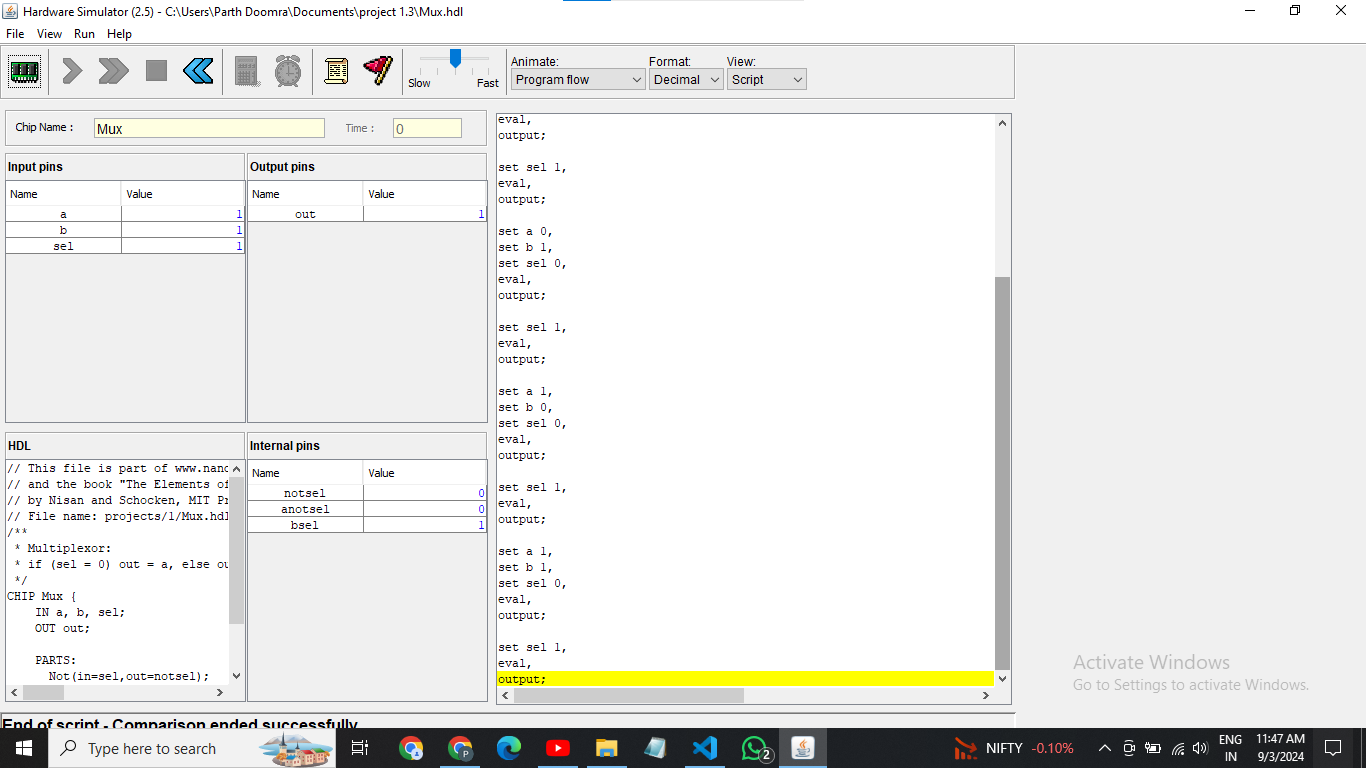 Hardware Simulator (2.5) - C:\Users\Parth Doomra\Documents\project 1.3\Mux.hdl
File View Run Help
Slow Fast
Animate: Format: View:
Program flow Decimal Script
Chip Name : Mux Time : 0
Input pins
Name Value
a 1
b 1
sel 1
Output pins
Name Value
out 1
HDL
// This file is part of www.nand
// and the book "The Elements of
// by Nisan and Schocken, MIT Pr
// File name: projects/1/Mux.hdl
/**
* Multiplexor:
* if (sel = 0) out = a, else ou
*/
CHIP Mux {
IN a, b, sel;
OUT out;
PARTS:
Not(in=sel,out=notsel);
Internal pins
Name Value
notsel 0
anotsel 0
bsel 1
eval,
output;
set sel 1,
eval,
output;
set a 0,
set b 1,
set sel 0,
eval,
output;
set sel 1,
eval,
output;
set a 1,
set b 0,
set sel 0,
eval,
output;
set sel 1,
eval,
output;
set a 1,
set b 1,
set sel 0,
eval,
output;
set sel 1,
eval,
output;
Activate Windows
Go to Settings to activate Windows.
End of script - Comparison ended successfully
Type here to search
2
NIFTY -0.10%
ENG
IN
11:47 AM
9/3/2024